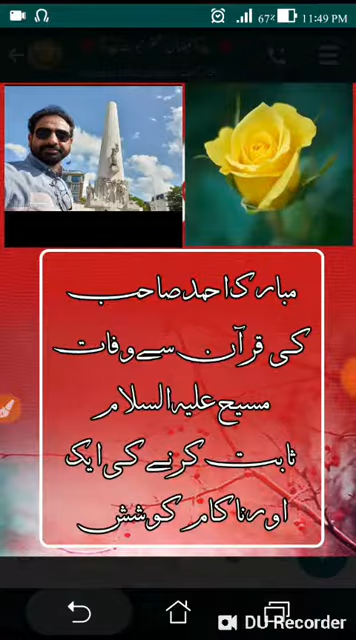 67% 11:49 PM
مبارک احمد صاحب
کی قرآن سے وفات
مسیح علیہ السلام
ثابت کرنے کی ایک
اور ناکام کوشش
DU Recorder